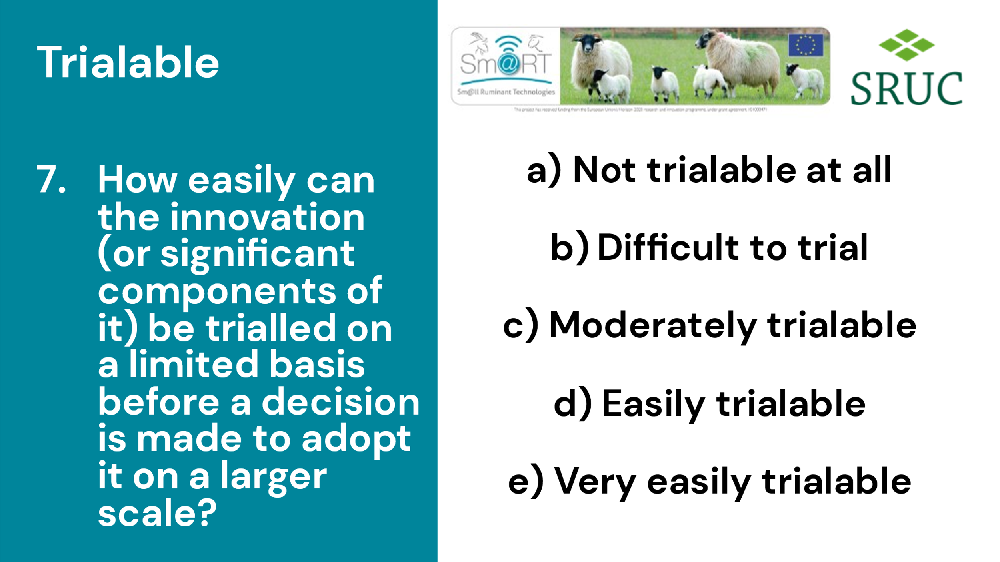 Trialable
7. How easily can
the innovation
(or significant
components of
it) be trialled on
a limited basis
before a decision
is made to adopt
it on a larger
scale?
Sm@RT
Sm@ll Ruminant Technologies
This project has received funding from the European Union's Horizon 2020 research and innovation programme, under grant agreement
SRUC
a) Not trialable at all
b) Difficult to trial
c) Moderately trialable
d) Easily trialable
e) Very easily trialable